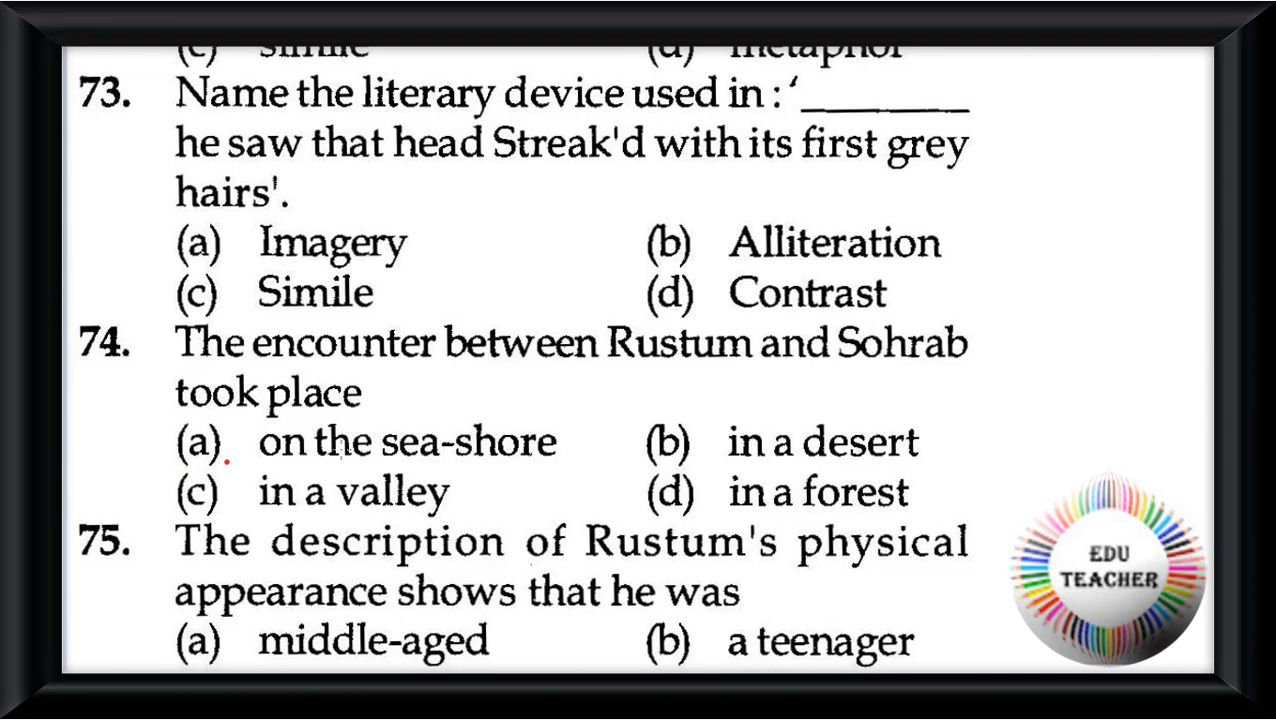 (c) simile (d) metaphor
73. Name the literary device used in : '________
he saw that head Streak'd with its first grey
hairs'.
(a) Imagery (b) Alliteration
(c) Simile (d) Contrast
74. The encounter between Rustum and Sohrab
took place
(a) on the sea-shore (b) in a desert
(c) in a valley (d) in a forest
75. The description of Rustum's physical
appearance shows that he was
(a) middle-aged (b) a teenager
EDU
TEACHER